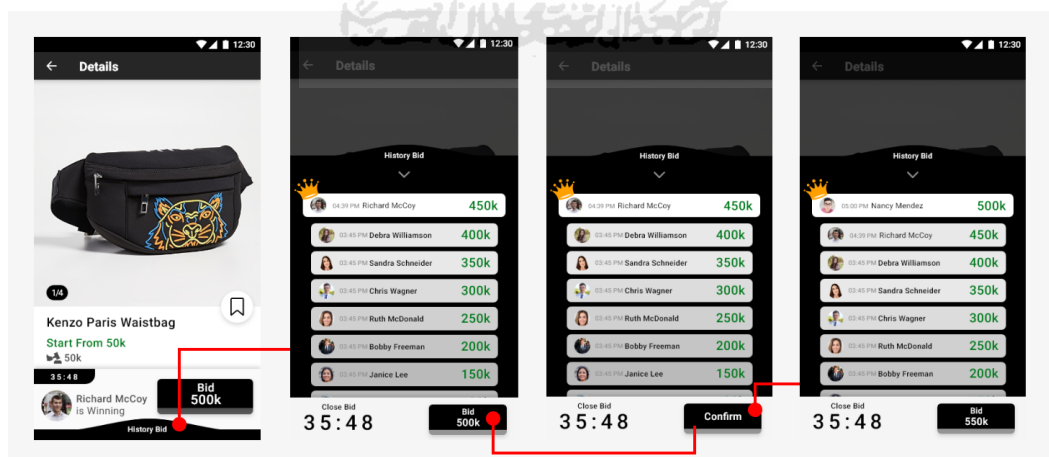 12:30
Details
1/4
Kenzo Paris Waistbag
Start From 50k
50k
35:48
Richard McCoy
is Winning
Bid
500k
History Bid
12:30
Details
History Bid
04:39 PM Richard McCoy 450k
03:45 PM Debra Williamson 400k
03:45 PM Sandra Schneider 350k
03:45 PM Chris Wagner 300k
03:45 PM Ruth McDonald 250k
03:45 PM Bobby Freeman 200k
03:45 PM Janice Lee 150k
Close Bid
35:48
Bid
500k
12:30
Details
History Bid
04:39 PM Richard McCoy 450k
03:45 PM Debra Williamson 400k
03:45 PM Sandra Schneider 350k
03:45 PM Chris Wagner 300k
03:45 PM Ruth McDonald 250k
03:45 PM Bobby Freeman 200k
03:45 PM Janice Lee 150k
Close Bid
35:48
Confirm
12:30
Details
History Bid
05:00 PM Nancy Mendez 500k
04:39 PM Richard McCoy 450k
03:45 PM Debra Williamson 400k
03:45 PM Sandra Schneider 350k
03:45 PM Chris Wagner 300k
03:45 PM Ruth McDonald 250k
03:45 PM Bobby Freeman 200k
Close Bid
35:48
Bid
550k